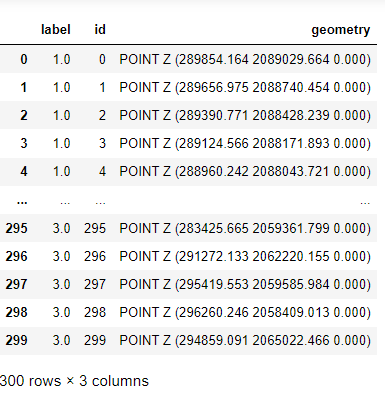 label id geometry
0 1.0 0 POINT Z (289854.164 2089029.664 0.000)
1 1.0 1 POINT Z (289656.975 2088740.454 0.000)
2 1.0 2 POINT Z (289390.771 2088428.239 0.000)
3 1.0 3 POINT Z (289124.566 2088171.893 0.000)
4 1.0 4 POINT Z (288960.242 2088043.721 0.000)
... ... ... ...
295 3.0 295 POINT Z (283425.665 2059361.799 0.000)
296 3.0 296 POINT Z (291272.133 2062220.155 0.000)
297 3.0 297 POINT Z (295419.553 2059585.984 0.000)
298 3.0 298 POINT Z (296260.246 2058409.013 0.000)
299 3.0 299 POINT Z (294859.091 2065022.466 0.000)
300 rows × 3 columns